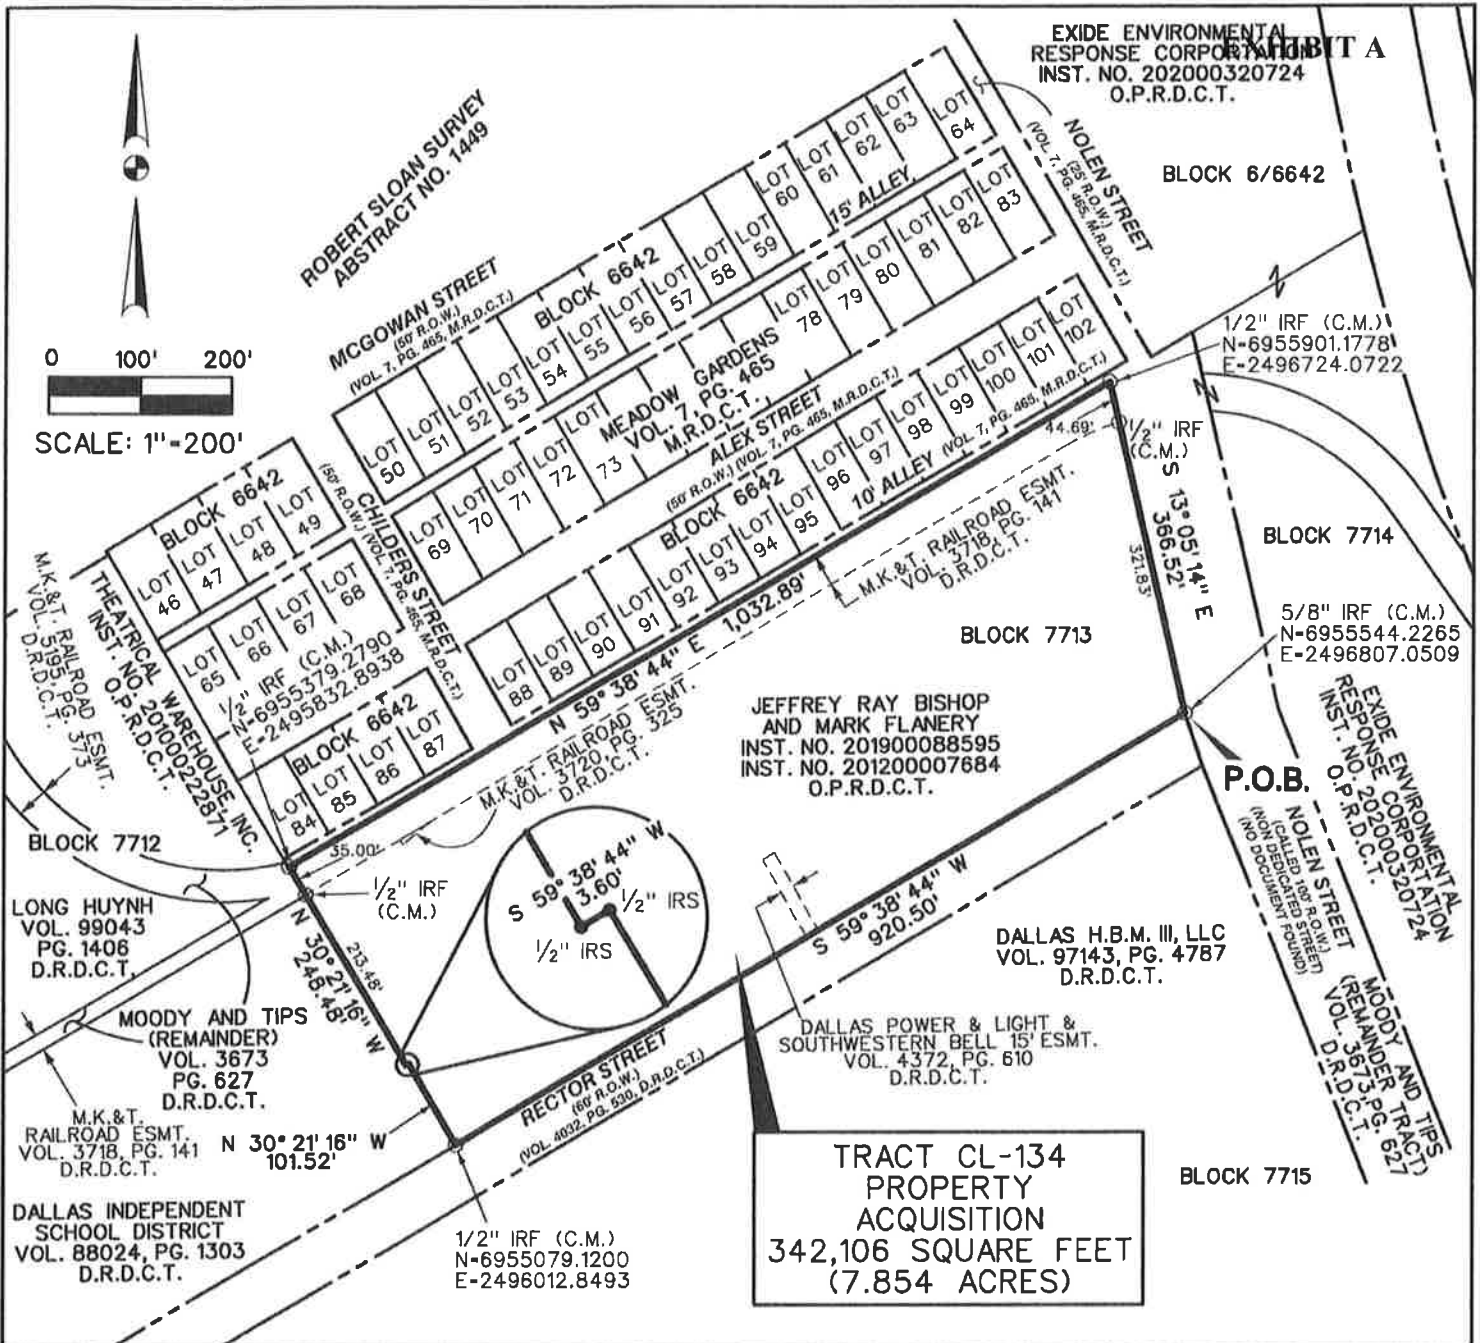 EXHIBIT A
EXIDE ENVIRONMENTAL
RESPONSE CORPORATION
INST. NO. 202000320724
O.P.R.D.C.T.
BLOCK 6/6642
NOLEN STREET
(25' R.O.W.)
(VOL. 7, PG. 465, M.R.D.C.T.)
ROBERT SLOAN SURVEY
ABSTRACT NO. 1449
0 100' 200'
SCALE: 1"=200'
MCGOWAN STREET
(50' R.O.W.)
(VOL. 7, PG. 465, M.R.D.C.T.)
BLOCK 6642
LOT 50
LOT 51
LOT 52
LOT 53
LOT 54
LOT 55
LOT 56
LOT 57
LOT 58
LOT 59
LOT 60
LOT 61
LOT 62
LOT 63
LOT 64
15' ALLEY
LOT 69
LOT 70
LOT 71
LOT 72
LOT 73
MEADOW GARDENS
VOL. 7, PG. 465
M.R.D.C.T.
LOT 78
LOT 79
LOT 80
LOT 81
LOT 82
LOT 83
ALEX STREET
(50' R.O.W.) (VOL. 7, PG. 465, M.R.D.C.T.)
BLOCK 6642
LOT 88
LOT 89
LOT 90
LOT 91
LOT 92
LOT 93
LOT 94
LOT 95
LOT 96
LOT 97
LOT 98
LOT 99
LOT 100
LOT 101
LOT 102
10' ALLEY (VOL. 7, PG. 465, M.R.D.C.T.)
CHILDERS STREET
(50' R.O.W.) (VOL. 7, PG. 465, M.R.D.C.T.)
BLOCK 6642
LOT 46
LOT 47
LOT 48
LOT 49
LOT 65
LOT 66
LOT 67
LOT 68
1/2" IRF (C.M.)
N=6955379.2790
E=2495832.8938
BLOCK 6642
LOT 84
LOT 85
LOT 86
LOT 87
M.K.&T. RAILROAD ESMT.
VOL. 5195, PG. 373
D.R.D.C.T.
THEATRICAL WAREHOUSE, INC.
INST. NO. 201000222871
O.P.R.D.C.T.
1/2" IRF (C.M.)
N=6955901.1778
E=2496724.0722
1/2" IRF
(C.M.)
44.69'
S 13° 05' 14" E
366.52'
321.83'
BLOCK 7714
5/8" IRF (C.M.)
N=6955544.2265
E=2496807.0509
N 59° 38' 44" E 1,032.89'
M.K.&T. RAILROAD ESMT.
VOL. 3718, PG. 141
D.R.D.C.T.
BLOCK 7713
M.K.&T. RAILROAD ESMT.
VOL. 3720, PG. 325
D.R.D.C.T.
JEFFREY RAY BISHOP
AND MARK FLANERY
INST. NO. 201900088595
INST. NO. 201200007684
O.P.R.D.C.T.
P.O.B.
EXIDE ENVIRONMENTAL
RESPONSE CORPORATION
INST. NO. 202000320724
O.P.R.D.C.T.
NOLEN STREET
(CALLED 100' R.O.W.)
(NON DEDICATED STREET)
(NO DOCUMENT FOUND)
MOODY AND TIPS
(REMAINDER TRACT)
VOL. 3673, PG. 627
D.R.D.C.T.
BLOCK 7712
35.00'
1/2" IRF
(C.M.)
S 59° 38' 44" W
3.60'
1/2" IRS
1/2" IRS
LONG HUYNH
VOL. 99043
PG. 1406
D.R.D.C.T.
N 30° 21' 16" W
248.48'
213.48'
S 59° 38' 44" W
920.50'
DALLAS H.B.M. III, LLC
VOL. 97143, PG. 4787
D.R.D.C.T.
MOODY AND TIPS
(REMAINDER)
VOL. 3673
PG. 627
D.R.D.C.T.
DALLAS POWER & LIGHT &
SOUTHWESTERN BELL 15' ESMT.
VOL. 4372, PG. 610
D.R.D.C.T.
RECTOR STREET
(60' R.O.W.)
(VOL. 4032, PG. 530, D.R.D.C.T.)
M.K.&T.
RAILROAD ESMT.
VOL. 3718, PG. 141
D.R.D.C.T.
N 30° 21' 16" W
101.52'
TRACT CL-134
PROPERTY
ACQUISITION
342,106 SQUARE FEET
(7.854 ACRES)
BLOCK 7715
DALLAS INDEPENDENT
SCHOOL DISTRICT
VOL. 88024, PG. 1303
D.R.D.C.T.
1/2" IRF (C.M.)
N=6955079.1200
E=2496012.8493